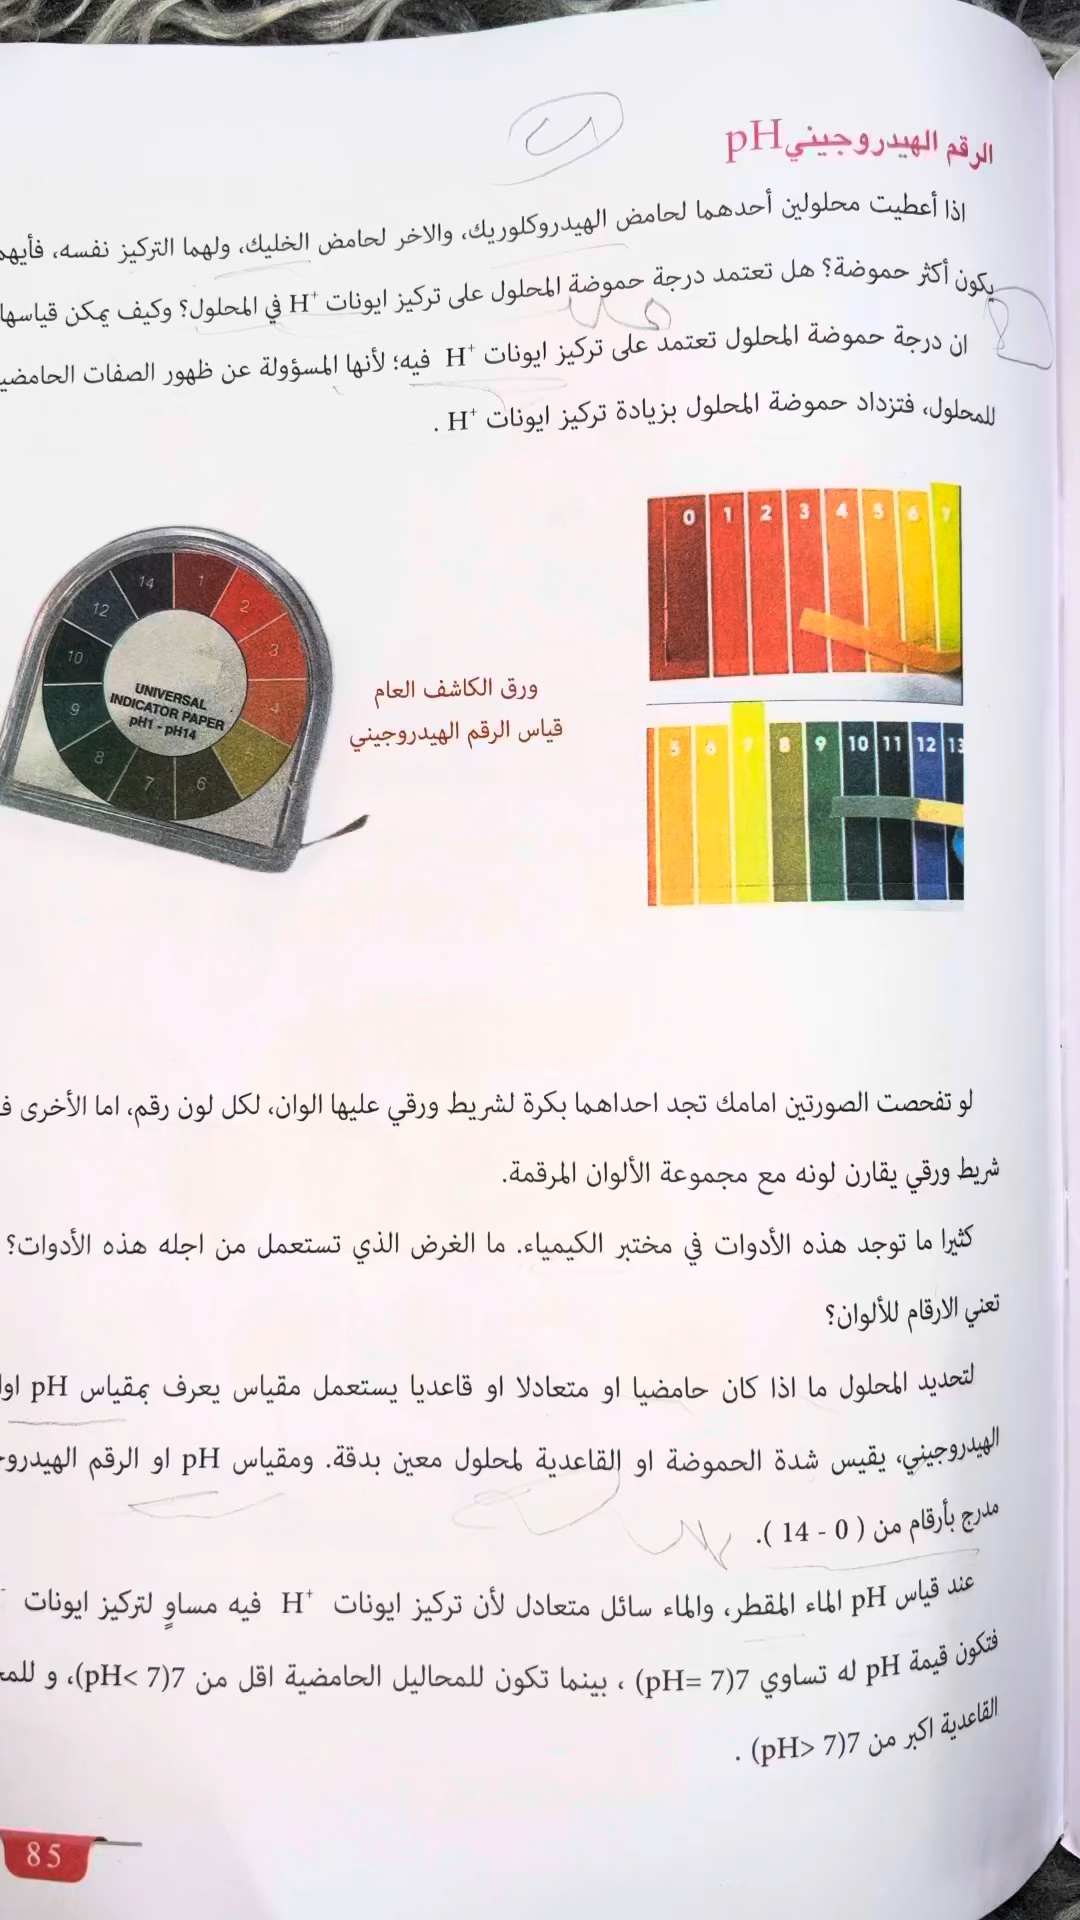 الرقم الهيدروجيني pH
اذا أعطيت محلولين أحدهما لحامض الهيدروكلوريك، والاخر لحامض الخليك، ولهما التركيز نفسه، فأيهم
يكون أكثر حموضة؟ هل تعتمد درجة حموضة المحلول على تركيز ايونات H⁺ في المحلول؟ وكيف يمكن قياسها
ان درجة حموضة المحلول تعتمد على تركيز ايونات H⁺ فيه؛ لأنها المسؤولة عن ظهور الصفات الحامضي
للمحلول، فتزداد حموضة المحلول بزيادة تركيز ايونات H⁺ .
0 1 2 3 4 5 6 7
14 1 2 3 4 5 6 7 8 9 10 12
UNIVERSAL
INDICATOR PAPER
pH1 - pH14
ورق الكاشف العام
قياس الرقم الهيدروجيني
5 6 7 8 9 10 11 12 13
لو تفحصت الصورتين امامك تجد احداهما بكرة لشريط ورقي عليها الوان، لكل لون رقم، اما الأخرى ف
شريط ورقي يقارن لونه مع مجموعة الألوان المرقمة.
كثيرا ما توجد هذه الأدوات في مختبر الكيمياء. ما الغرض الذي تستعمل من اجله هذه الأدوات؟
تعني الارقام للألوان؟
لتحديد المحلول ما اذا كان حامضيا او متعادلا او قاعديا يستعمل مقياس يعرف بمقياس pH او
الهيدروجيني، يقيس شدة الحموضة او القاعدية لمحلول معين بدقة. ومقياس pH او الرقم الهيدرو
مدرج بأرقام من ( 0 - 14 ).
عند قياس pH الماء المقطر، والماء سائل متعادل لأن تركيز ايونات H⁺ فيه مساوٍ لتركيز ايونات
فتكون قيمة pH له تساوي 7(pH= 7) ، بينما تكون للمحاليل الحامضية اقل من 7(pH< 7)، و للمح
القاعدية اكبر من 7(pH> 7) .
85